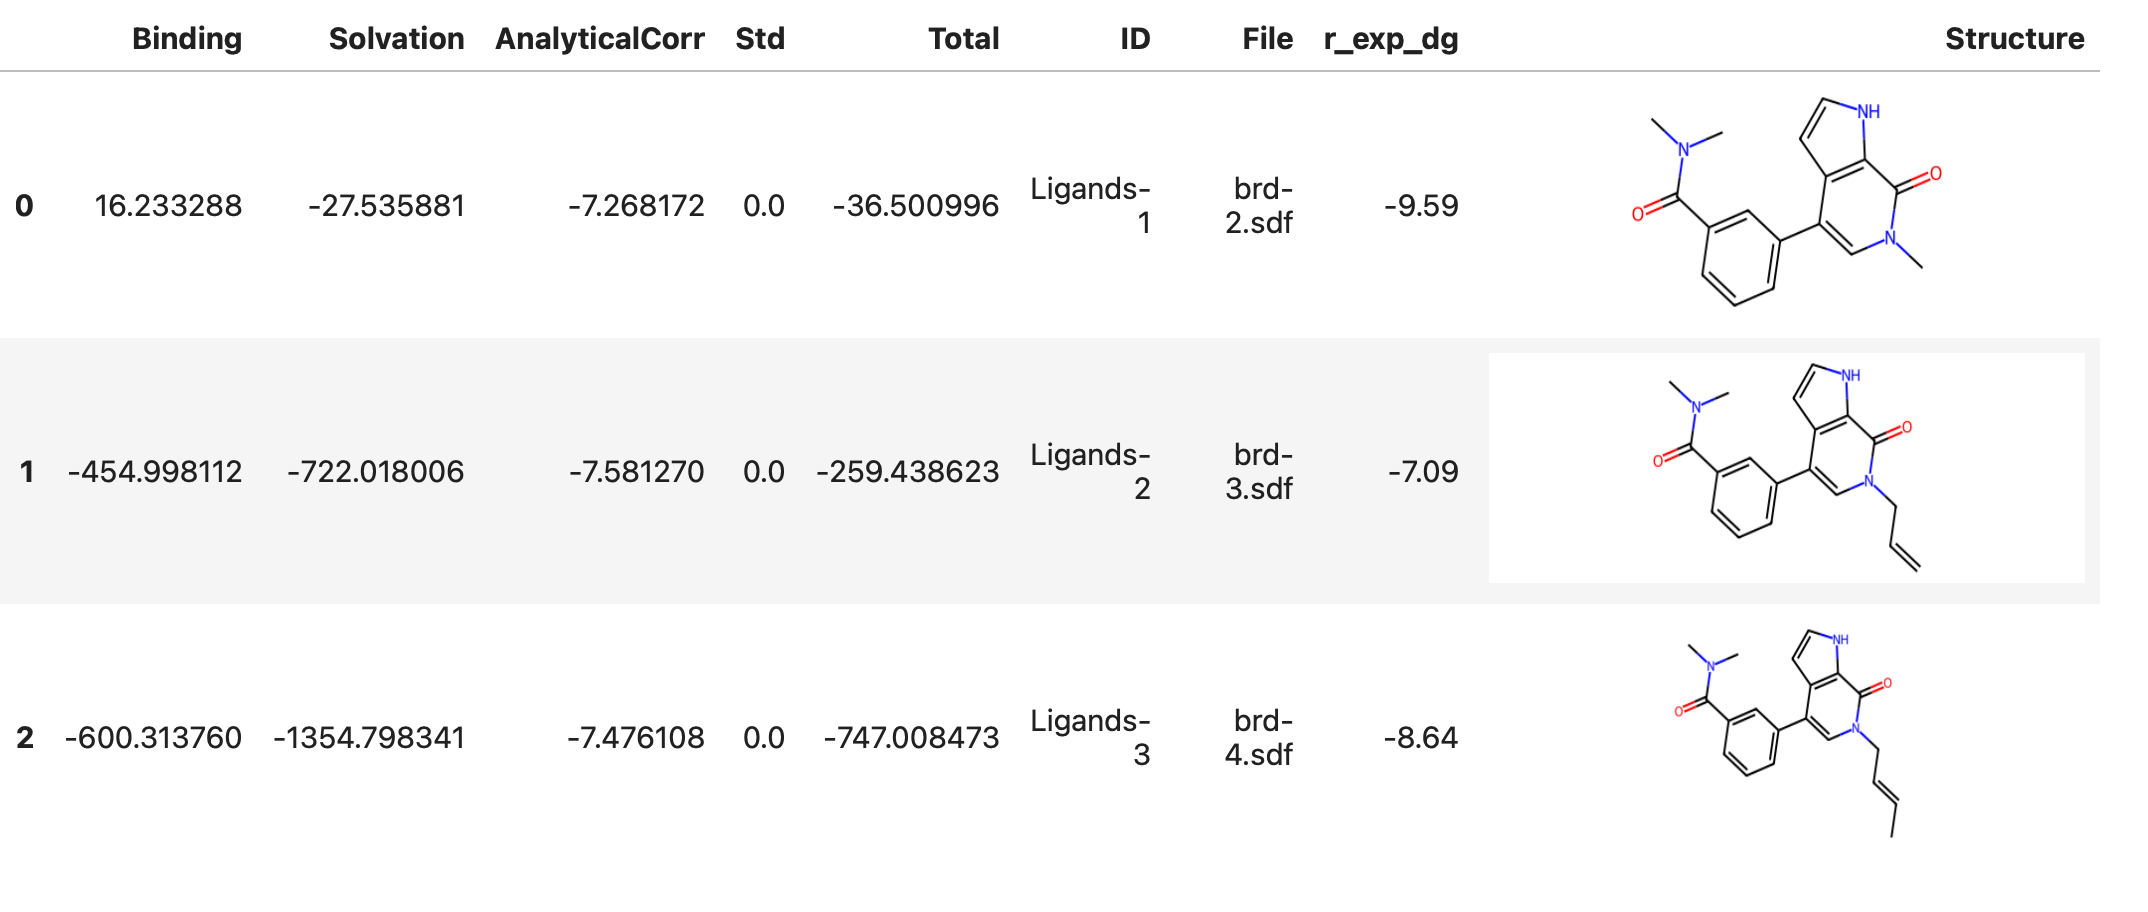 Binding Solvation AnalyticalCorr Std Total ID File r_exp_dg Structure
0 16.233288 -27.535881 -7.268172 0.0 -36.500996 Ligands-1 brd-2.sdf -9.59
N NH O O N
1 -454.998112 -722.018006 -7.581270 0.0 -259.438623 Ligands-2 brd-3.sdf -7.09
N NH O O N
2 -600.313760 -1354.798341 -7.476108 0.0 -747.008473 Ligands-3 brd-4.sdf -8.64
N NH O O N